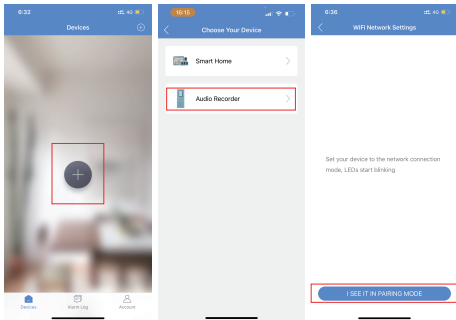 6:33
4G
Devices
Devices
Alarm Log
Account
16:15
Choose Your Device
Smart Home
Audio Recorder
6:36
4G
WIFI Network Settings
Set your device to the network connection
mode, LEDs start blinking
I SEE IT IN PAIRING MODE